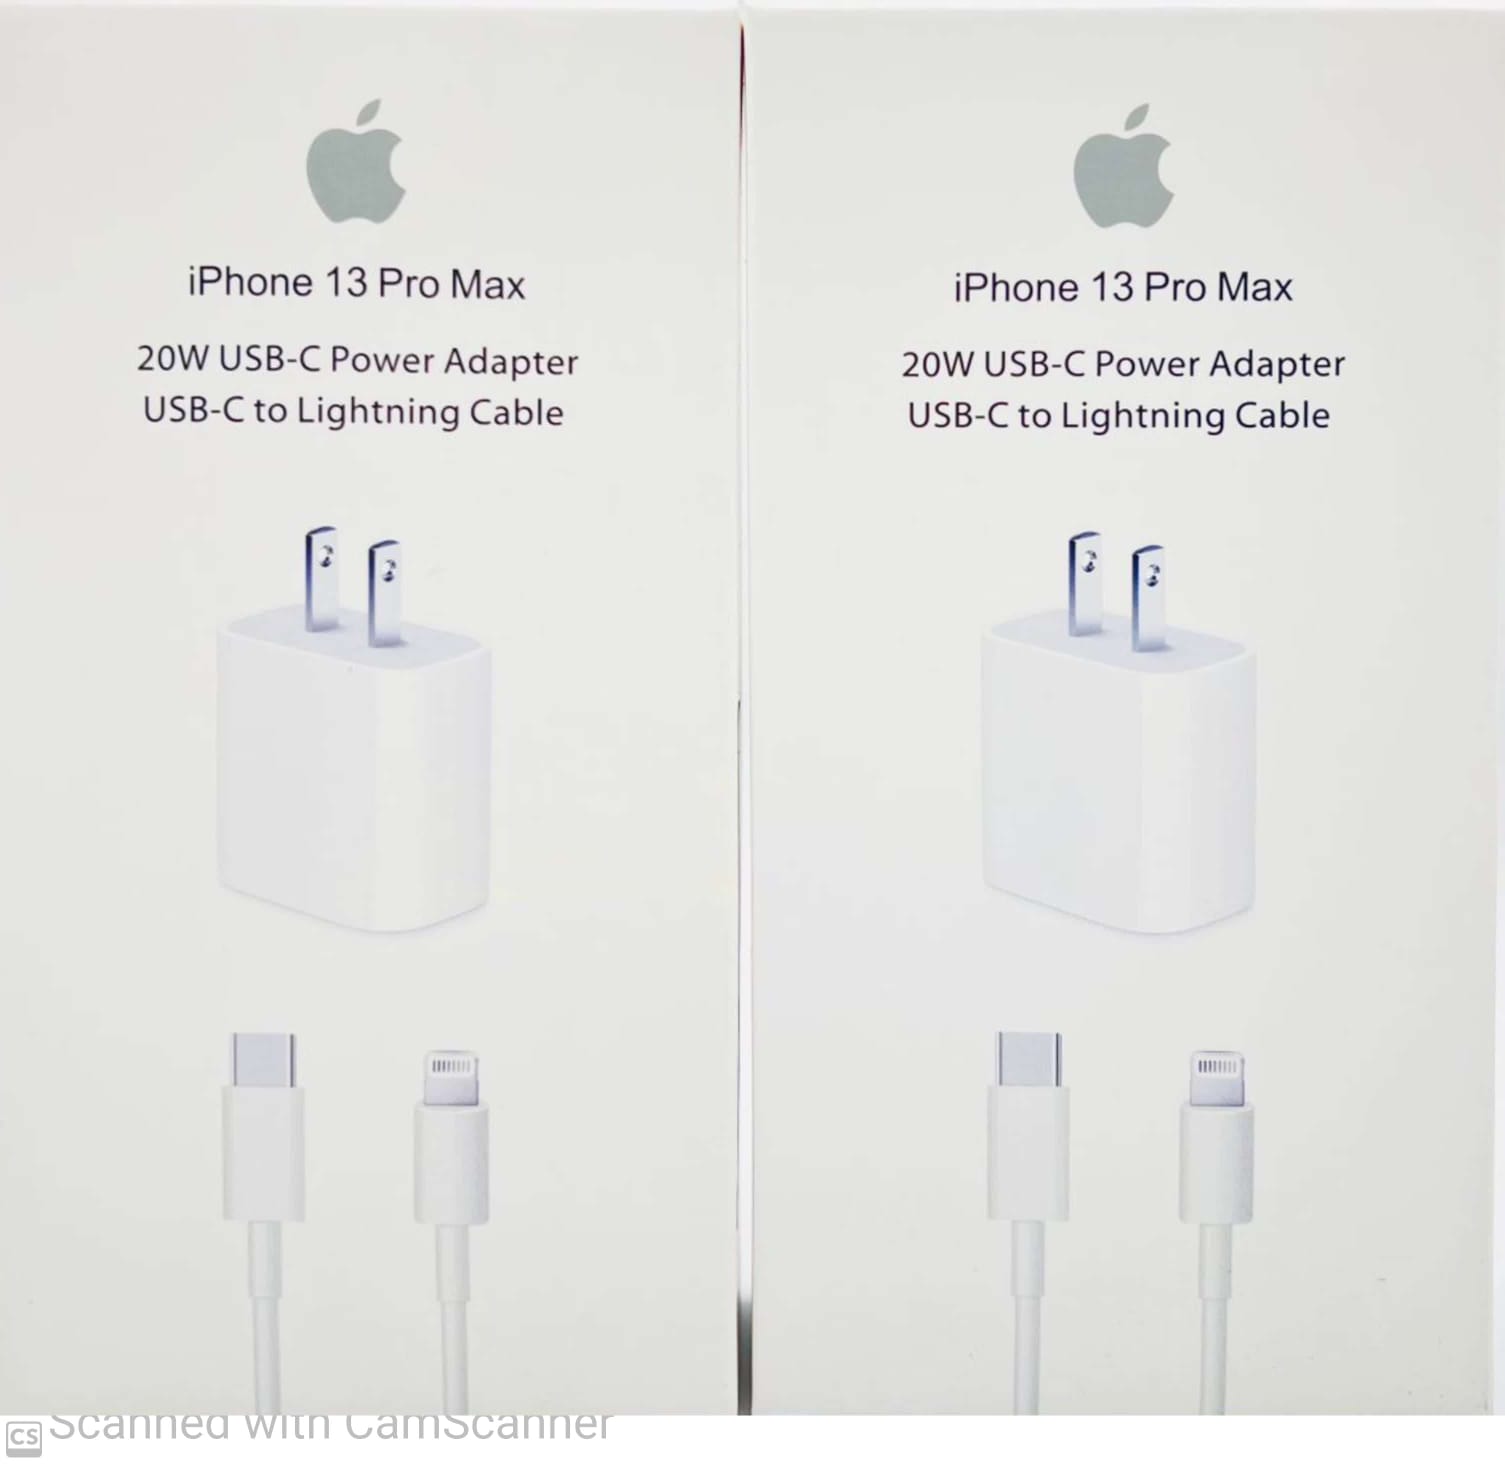 iPhone 13 Pro Max
20W USB-C Power Adapter
USB-C to Lightning Cable
iPhone 13 Pro Max
20W USB-C Power Adapter
USB-C to Lightning Cable
CS Scanned with CamScanner